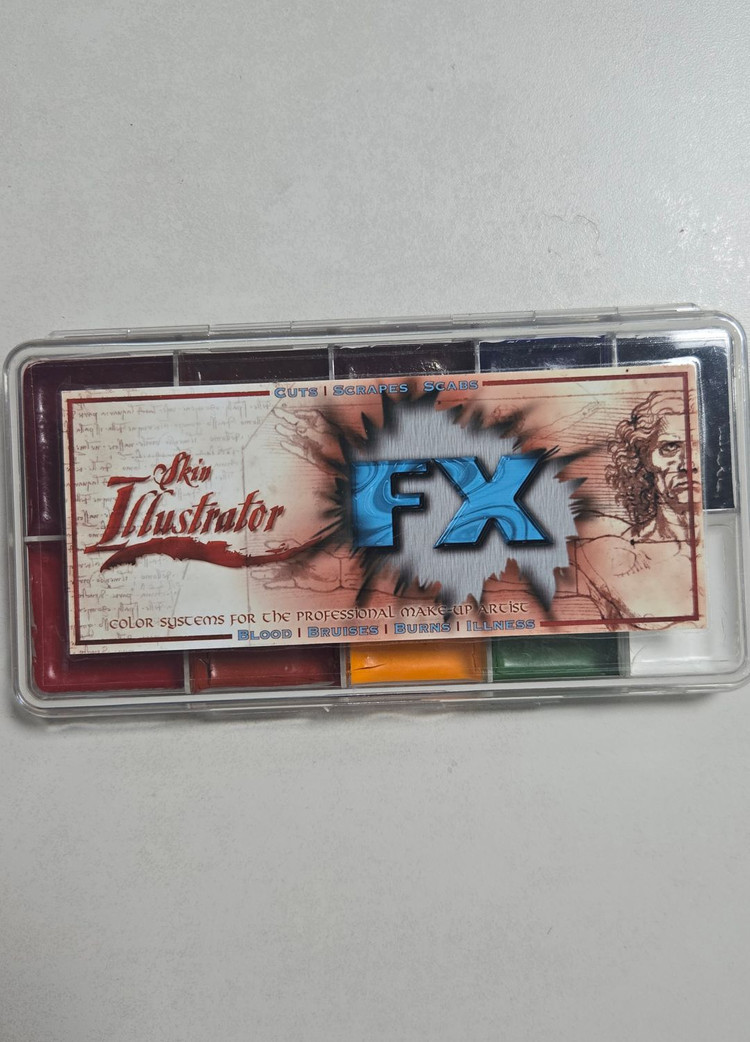 CUTS | SCRAPES SCABS
Skin
Illustrator
FX
COLOR SYSTEMS FOR THE PROFESSIONAL MAKE-UP ARTIST
BLOOD | BRUISES | BURNS | ILLNESS